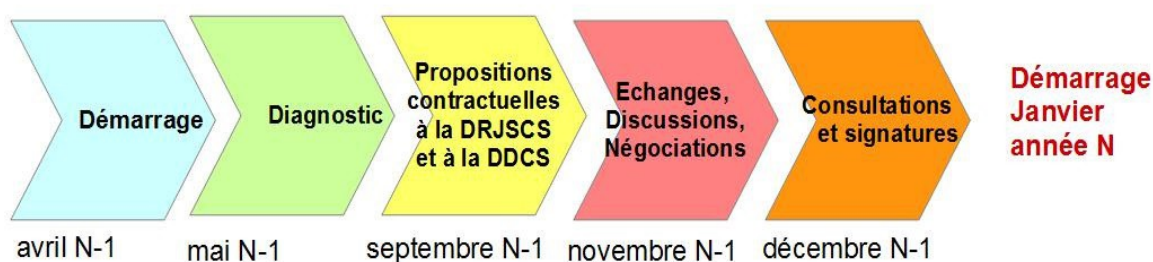 Démarrage
Diagnostic
Propositions
contractuelles
à la DRJSCS
et à la DDCS
Echanges,
Discussions,
Négociations
Consultations
et signatures
Démarrage
Janvier
année N
avril N-1
mai N-1
septembre N-1
novembre N-1
décembre N-1